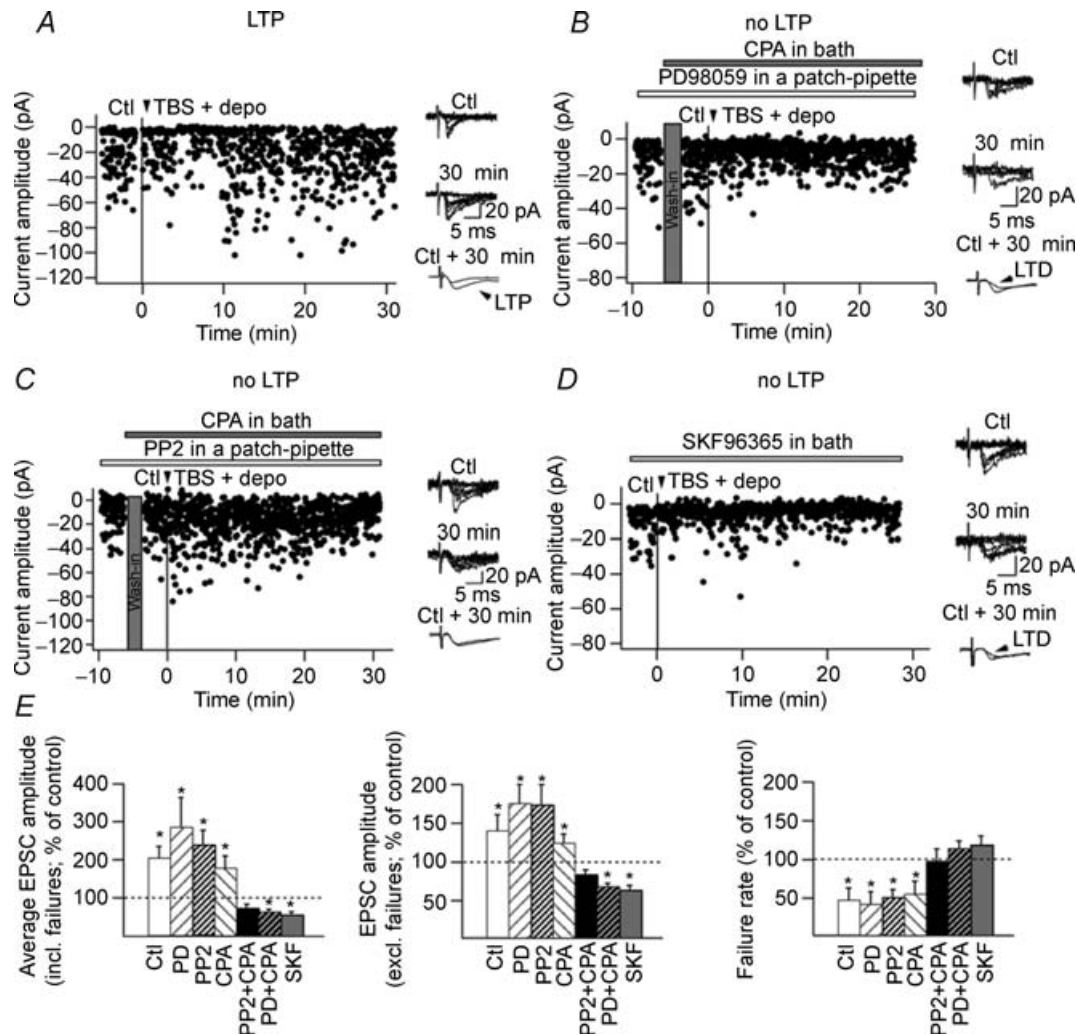 A
LTP
Ctl
TBS + depo
Current amplitude (pA)
0
–20
–40
–60
–80
–100
–120
0
10
20
30
Time (min)
Ctl
30 min
20 pA
5 ms
Ctl + 30 min
LTP
B
no LTP
CPA in bath
PD98059 in a patch-pipette
Ctl
TBS + depo
Wash-in
Current amplitude (pA)
0
–20
–40
–60
–80
–10
0
10
20
30
Time (min)
Ctl
30 min
20 pA
5 ms
Ctl + 30 min
LTD
C
no LTP
CPA in bath
PP2 in a patch-pipette
Ctl
TBS + depo
Wash-in
Current amplitude (pA)
0
–20
–40
–60
–80
–100
–120
–10
0
10
20
30
Time (min)
Ctl
30 min
20 pA
5 ms
Ctl + 30 min
D
no LTP
SKF96365 in bath
Ctl
TBS + depo
Current amplitude (pA)
0
–20
–40
–60
–80
0
10
20
30
Time (min)
Ctl
30 min
20 pA
5 ms
Ctl + 30 min
LTD
E
Average EPSC amplitude
(incl. failures; % of control)
400
300
200
100
* * * * * *
Ctl
PD
PP2
CPA
PP2+CPA
PD+CPA
SKF
EPSC amplitude
(excl. failures; % of control)
200
150
100
50
* * * * * *
Ctl
PD
PP2
CPA
PP2+CPA
PD+CPA
SKF
Failure rate (% of control)
150
100
50
* * * *
Ctl
PD
PP2
CPA
PP2+CPA
PD+CPA
SKF